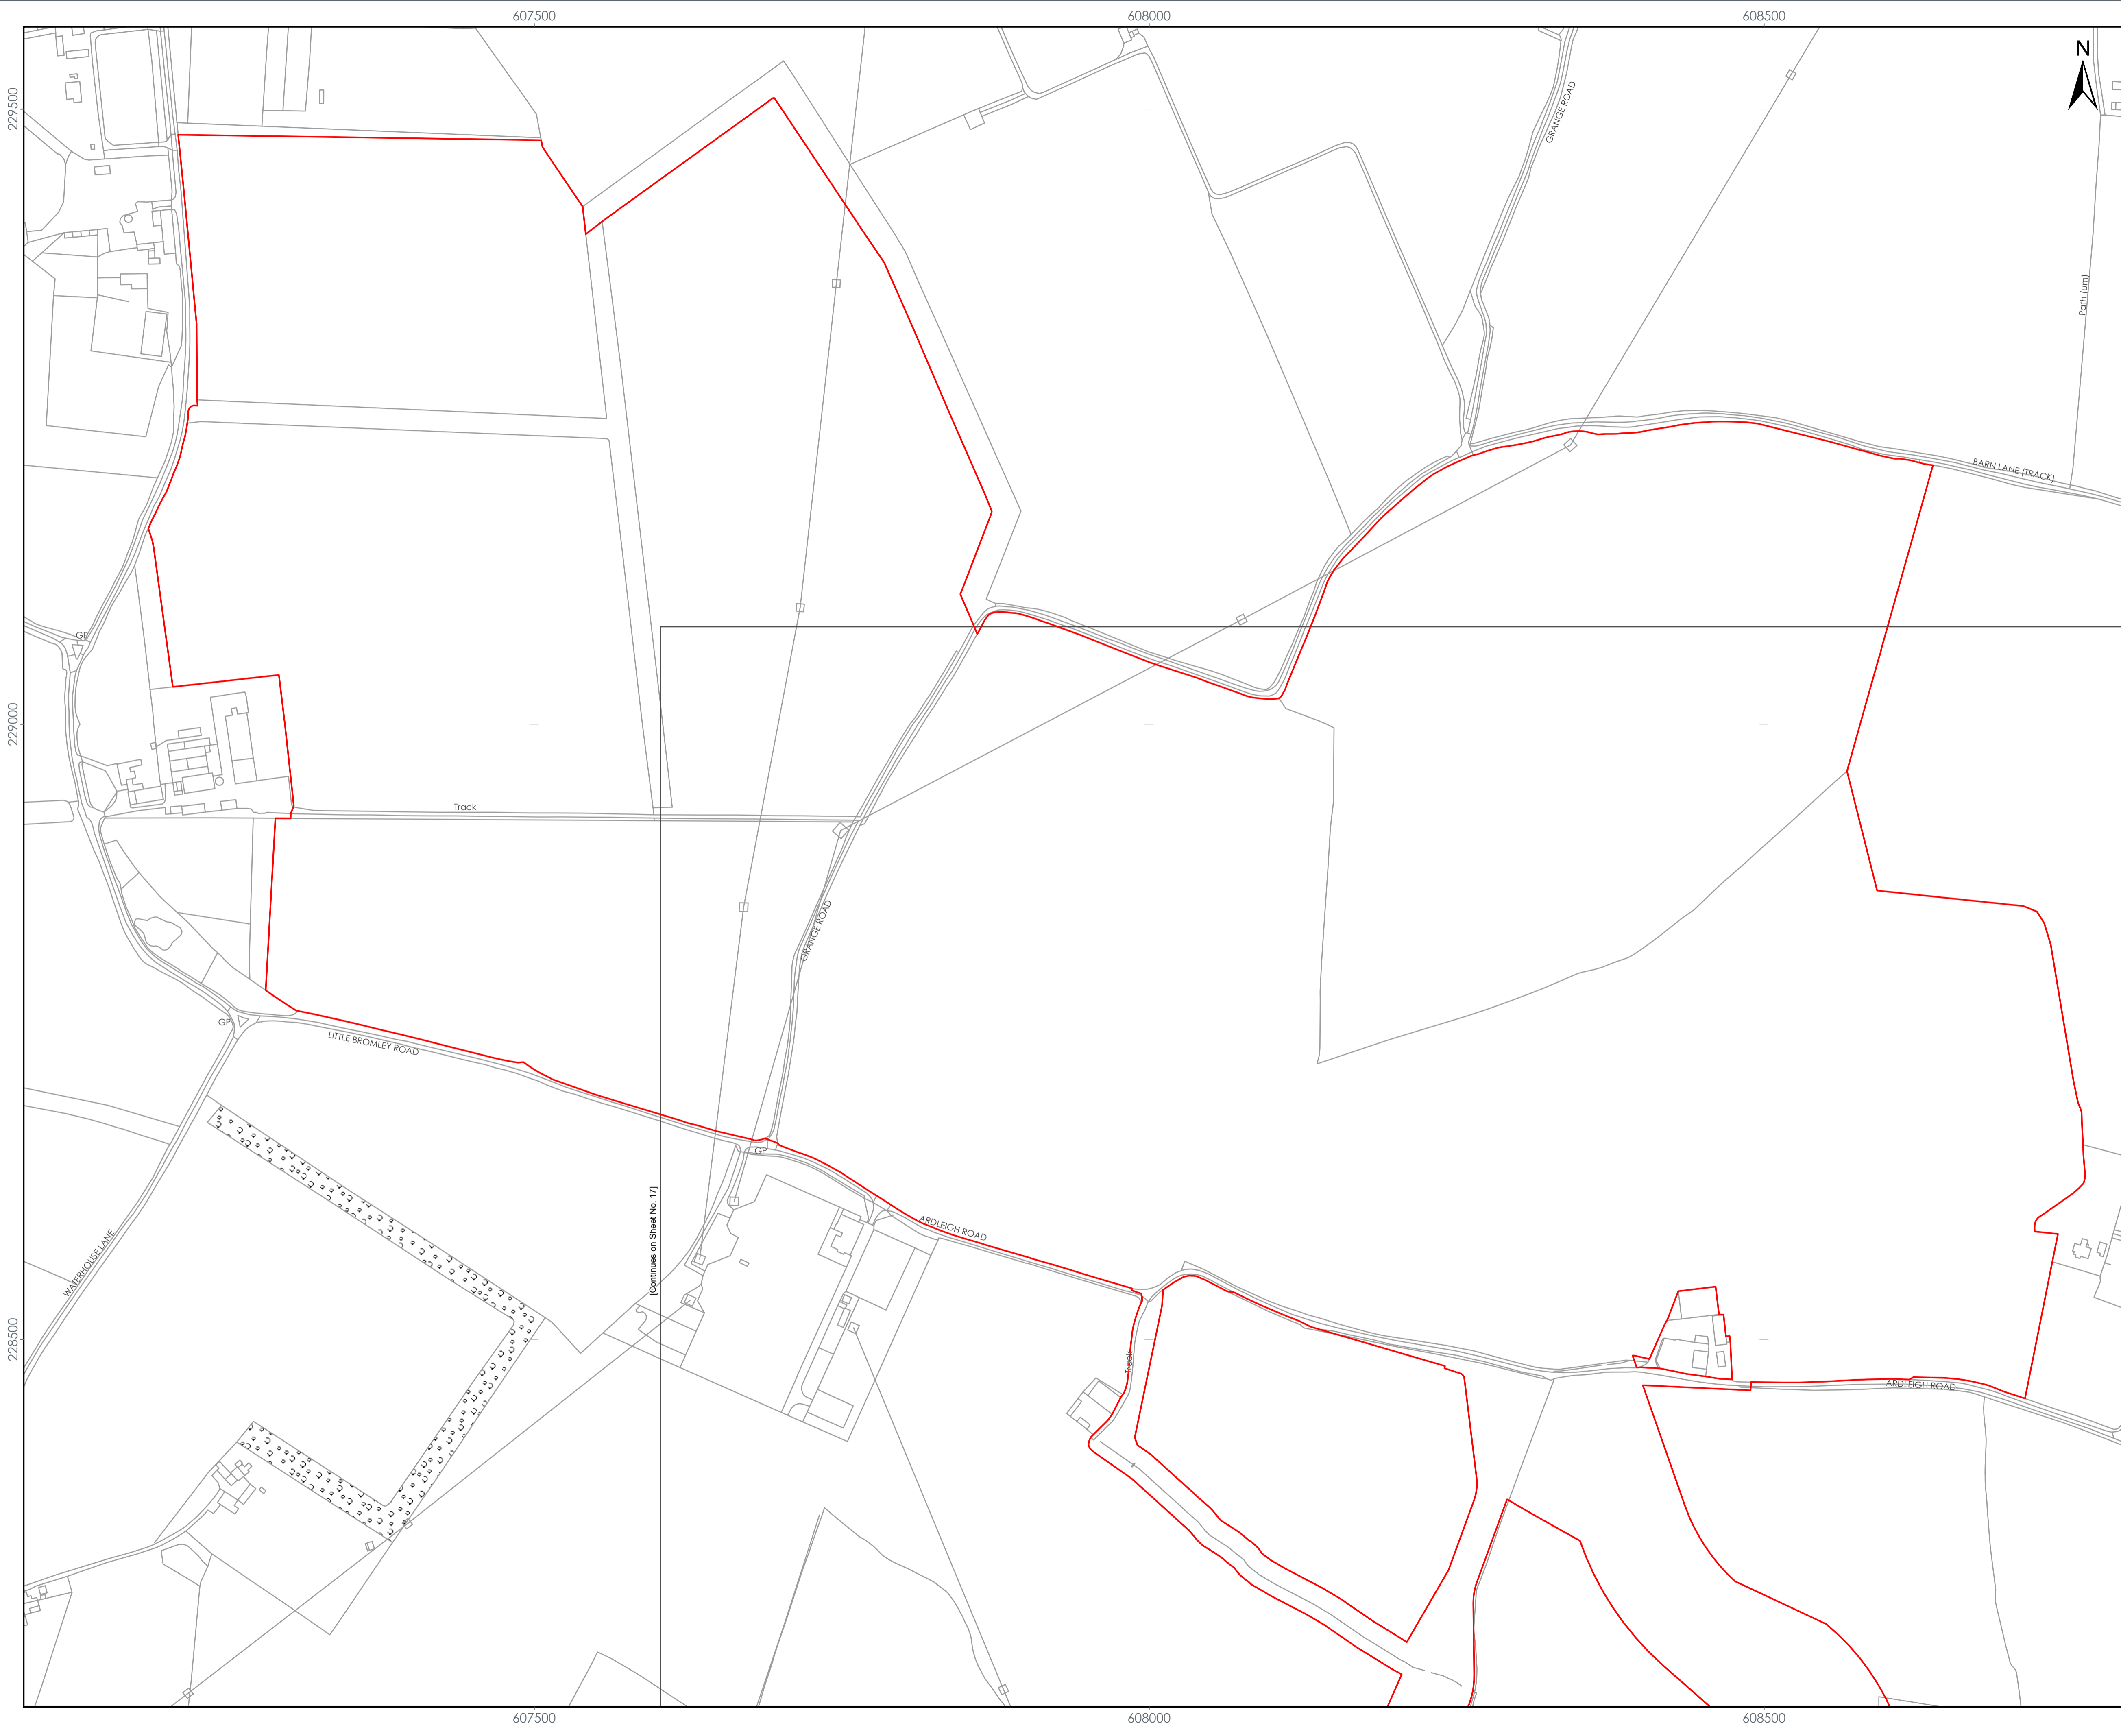 607500
608000
608500
N
229500
GRANGE ROAD
Path (um)
BARN LANE (TRACK)
GP
229000
Track
GRANGE ROAD
GP
LITTLE BROMLEY ROAD
GP
[Continues on Sheet No. 17]
ARDLEIGH ROAD
WATERHOUSE LANE
228500
Track
ARDLEIGH ROAD
607500
608000
608500